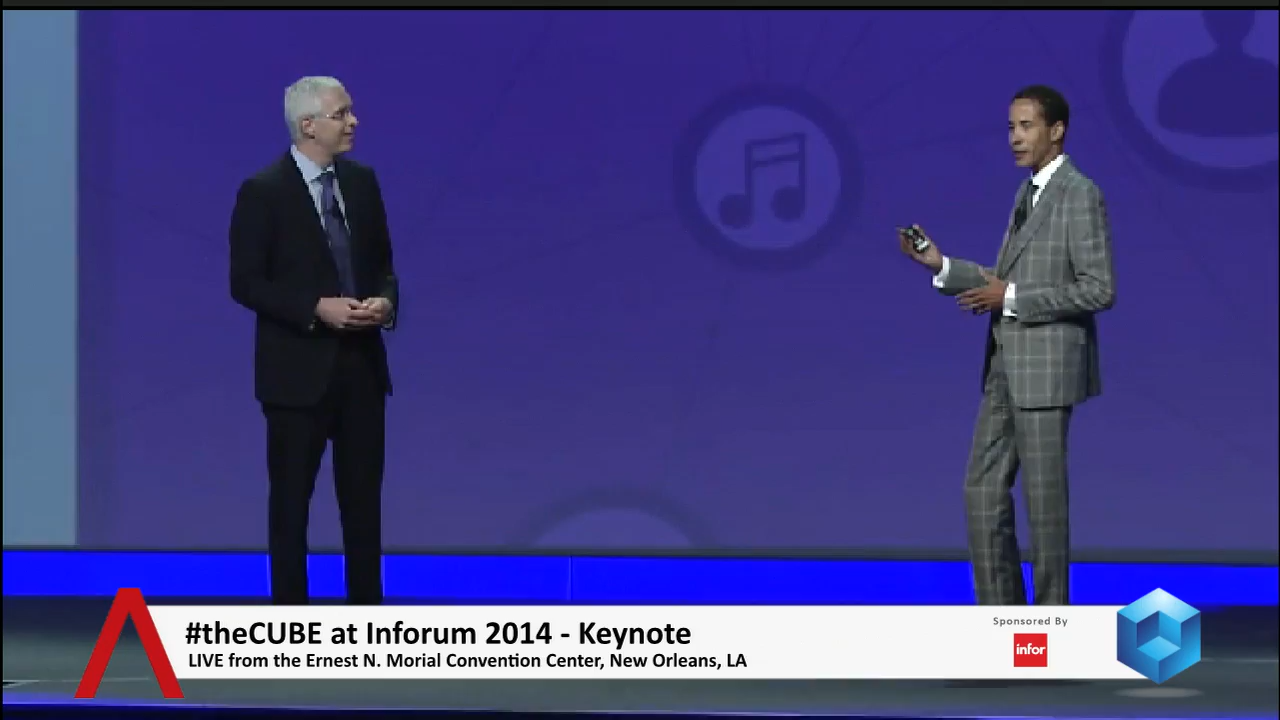 #theCUBE at Inforum 2014 - Keynote
LIVE from the Ernest N. Morial Convention Center, New Orleans, LA
Sponsored By
infor